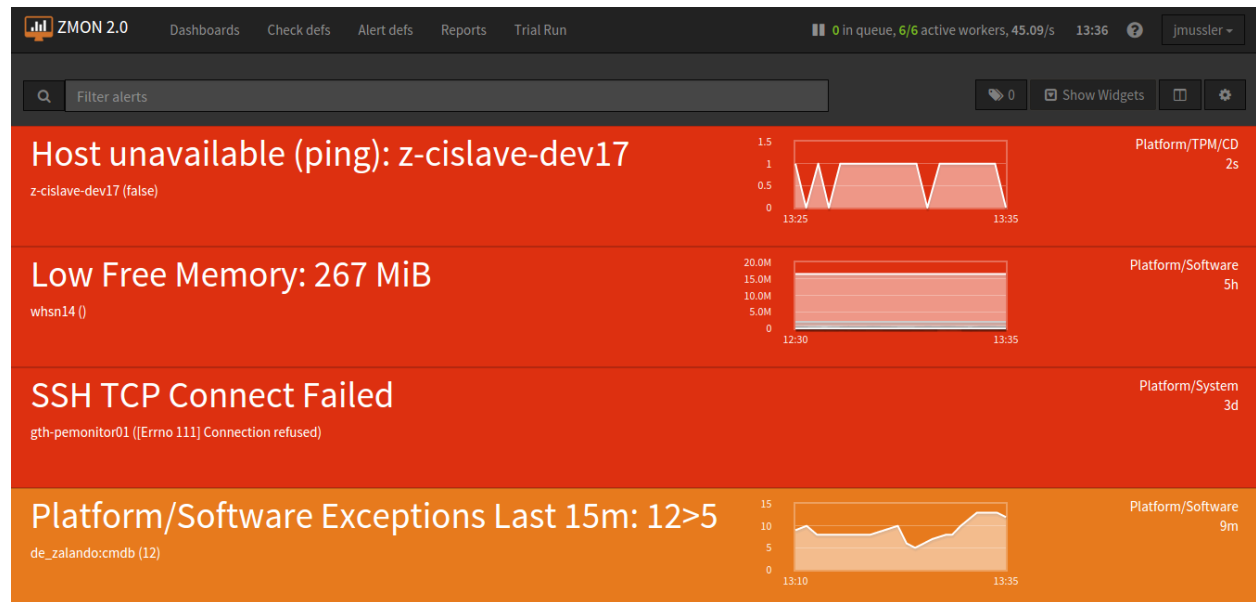 ZMON 2.0 Dashboards Check defs Alert defs Reports Trial Run 0 in queue, 6/6 active workers, 45.09/s 13:36 ? jmussler
Filter alerts 0 Show Widgets
Host unavailable (ping): z-cislave-dev17
z-cislave-dev17 (false)
1.5
1
0.5
0
13:25 13:35
Platform/TPM/CD
2s
Low Free Memory: 267 MiB
whsn14 ()
20.0M
15.0M
10.0M
5.0M
0
12:30 13:35
Platform/Software
5h
SSH TCP Connect Failed
gth-pemonitor01 ([Errno 111] Connection refused)
Platform/System
3d
Platform/Software Exceptions Last 15m: 12>5
de_zalando:cmdb (12)
15
10
5
0
13:10 13:35
Platform/Software
9m